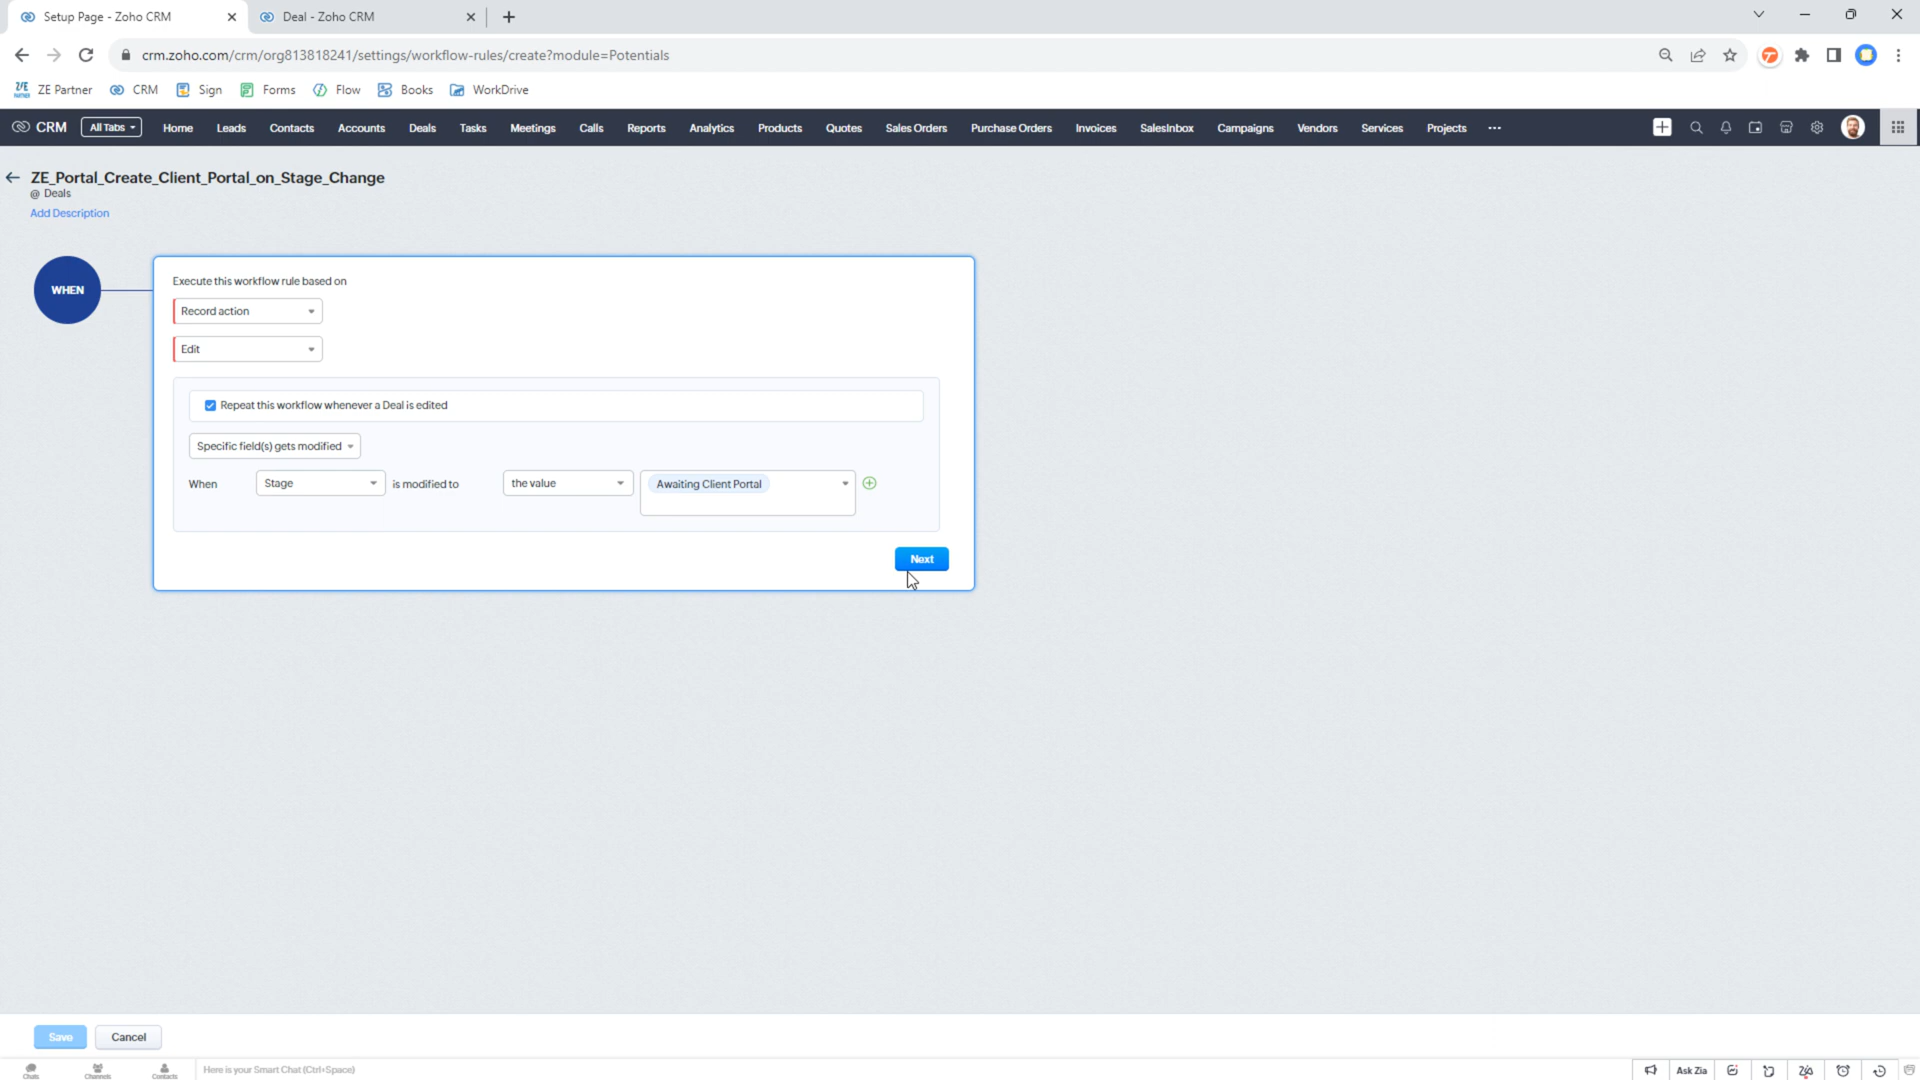 Setup Page - Zoho CRM
Deal - Zoho CRM
crm.zoho.com/crm/org813818241/settings/workflow-rules/create?module=Potentials
ZE Partner
CRM
Sign
Forms
Flow
Books
WorkDrive
CRM
All Tabs
Home
Leads
Contacts
Accounts
Deals
Tasks
Meetings
Calls
Reports
Analytics
Products
Quotes
Sales Orders
Purchase Orders
Invoices
SalesInbox
Campaigns
Vendors
Services
Projects
ZE_Portal_Create_Client_Portal_on_Stage_Change
@ Deals
Add Description
WHEN
Execute this workflow rule based on
Record action
Edit
Repeat this workflow whenever a Deal is edited
Specific field(s) gets modified
When
Stage
is modified to
the value
Awaiting Client Portal
Next
Save
Cancel
Chats
Channels
Contacts
Here is your Smart Chat (Ctrl+Space)
Ask Zia